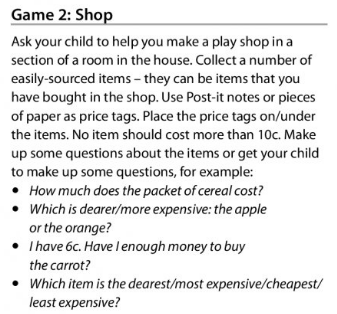 Game 2: Shop
Ask your child to help you make a play shop in a
section of a room in the house. Collect a number of
easily-sourced items – they can be items that you
have bought in the shop. Use Post-it notes or pieces
of paper as price tags. Place the price tags on/under
the items. No item should cost more than 10c. Make
up some questions about the items or get your child
to make up some questions, for example:
• How much does the packet of cereal cost?
• Which is dearer/more expensive: the apple
or the orange?
• I have 6c. Have I enough money to buy
the carrot?
• Which item is the dearest/most expensive/cheapest/
least expensive?